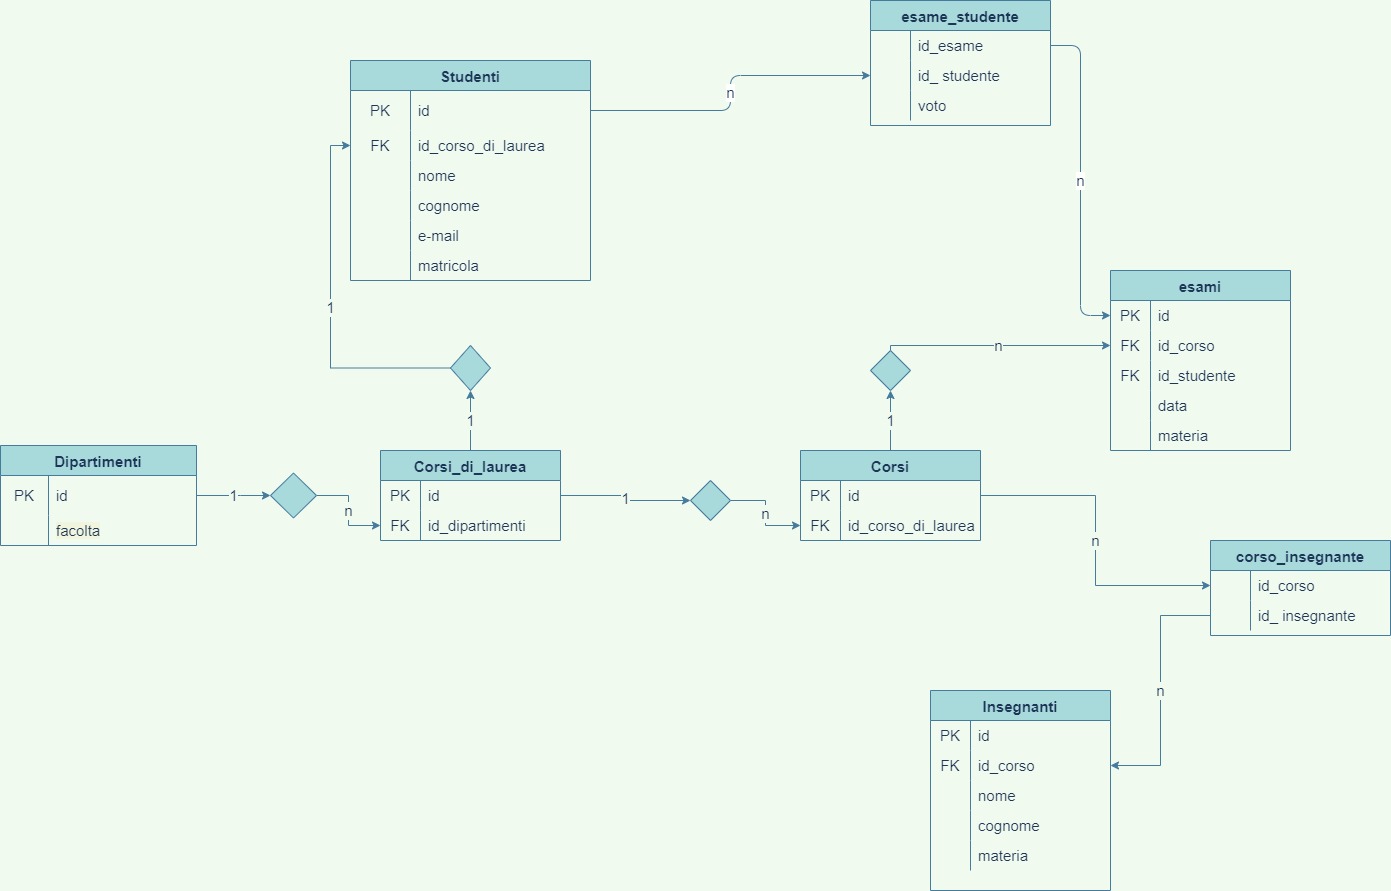 esame_studente
id_esame
id_ studente
voto
Studenti
PK id
FK id_corso_di_laurea
nome
cognome
e-mail
matricola
n
n
esami
PK id
FK id_corso
FK id_studente
data
materia
1
n
1
1
Dipartimenti
PK id
facolta
1
n
Corsi_di_laurea
PK id
FK id_dipartimenti
1
n
Corsi
PK id
FK id_corso_di_laurea
n
corso_insegnante
id_corso
id_ insegnante
n
Insegnanti
PK id
FK id_corso
nome
cognome
materia